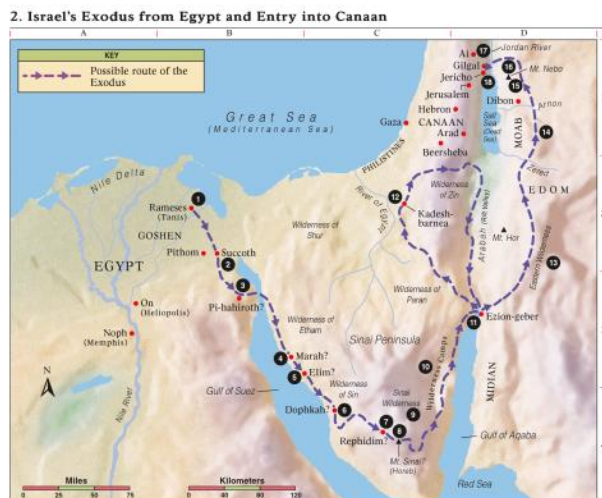 2. Israel's Exodus from Egypt and Entry into Canaan
A
B
C
D
KEY
Possible route of the
Exodus
Great Sea
(Mediterranean Sea)
Nile Delta
1
Rameses
(Tanis)
GOSHEN
Pithom
Succoth
2
EGYPT
3
Pi-hahiroth?
On
(Heliopolis)
Noph
(Memphis)
Nile River
N
Gulf of Suez
Wilderness of
Shur
Wilderness of
Etham
4
Marah?
5
Elim?
Wilderness
of Sin
Dophkah?
6
Sinai Peninsula
7
Rephidim?
8
Mt. Sinai?
(Horeb)
Sinai
Wilderness
9
10
Wilderness Camps
Wilderness of
Paran
11
Ezion-geber
12
Kadesh-
barnea
River of Egypt
PHILISTINES
Gaza
Ai
17
Jordan River
Gilgal
16
Mt. Nebo
Jericho
18
15
Jerusalem
Dibon
Hebron
Arnon
CANAAN
Salt
Sea
(Dead
Sea)
MOAB
14
Arad
Beersheba
Zered
Wilderness
of Zin
EDOM
Arabah (Rift Valley)
Mt. Hor
13
Eastern Wilderness
MIDIAN
Gulf of Aqaba
Red Sea
Miles
0
25
50
75
Kilometers
0
40
80
120